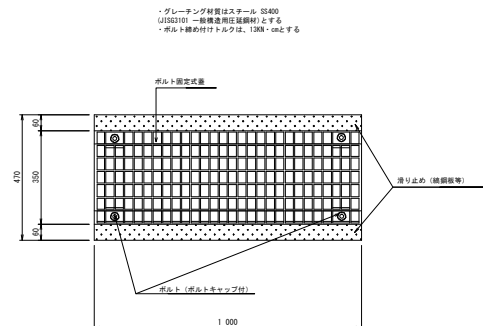 ・グレーチング材質はスチール SS400
(JISG3101 一般構造用圧延鋼材)とする
・ボルト締め付けトルクは、13KN・cmとする
ボルト固定式蓋
60
470
350
60
滑り止め（縞鋼板等）
ボルト（ボルトキャップ付）
1 000